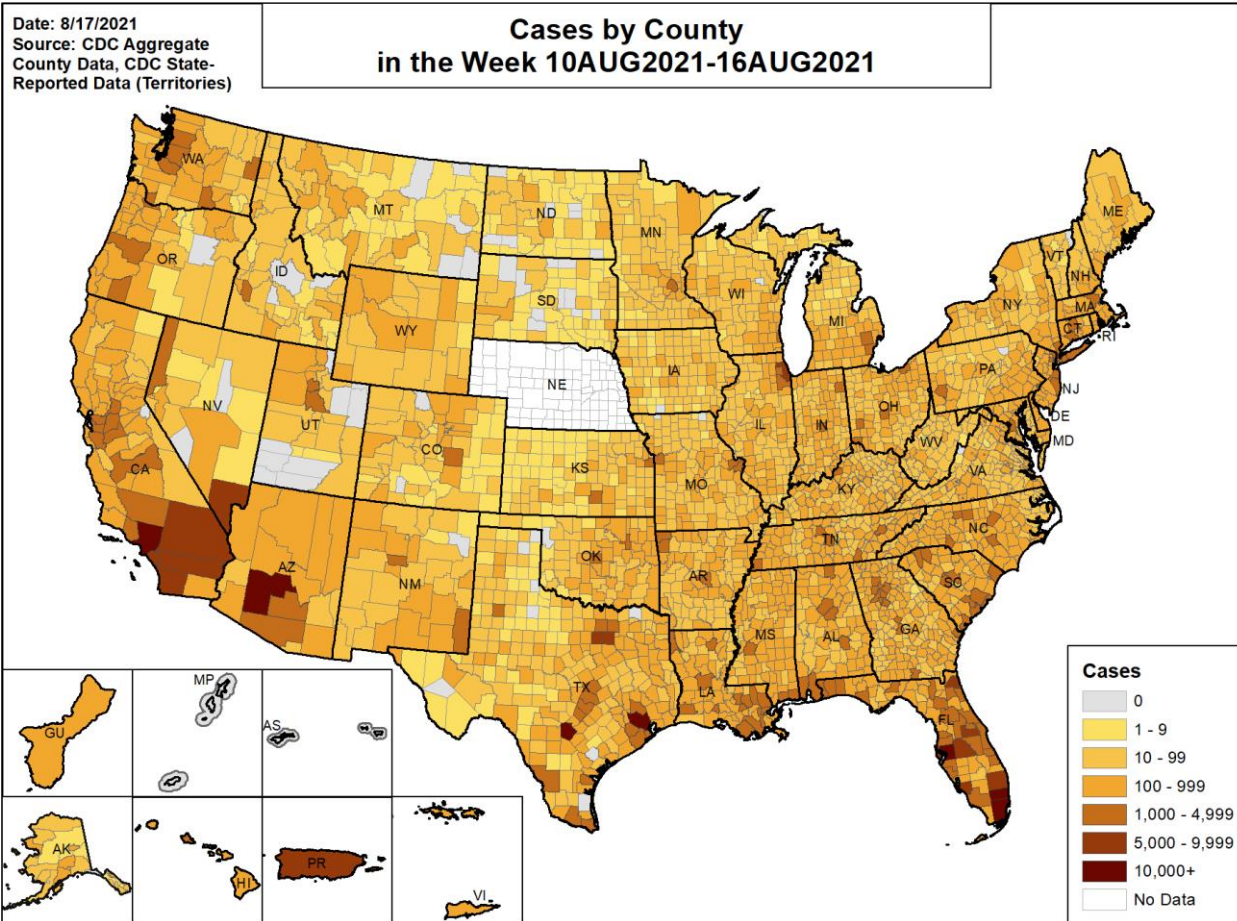 Date: 8/17/2021
Source: CDC Aggregate
County Data, CDC State-
Reported Data (Territories)
Cases by County
in the Week 10AUG2021-16AUG2021
WA
MT
ND
MN
ME
OR
ID
SD
WI
MI
VT
NH
NY
MA
CT
RI
WY
IA
PA
NJ
NE
NV
UT
CO
IL
IN
OH
DE
MD
WV
VA
CA
KS
MO
KY
NC
TN
AZ
NM
OK
AR
SC
MS
AL
GA
TX
LA
FL
GU
MP
AS
AK
HI
PR
VI
Cases
0
1 - 9
10 - 99
100 - 999
1,000 - 4,999
5,000 - 9,999
10,000+
No Data